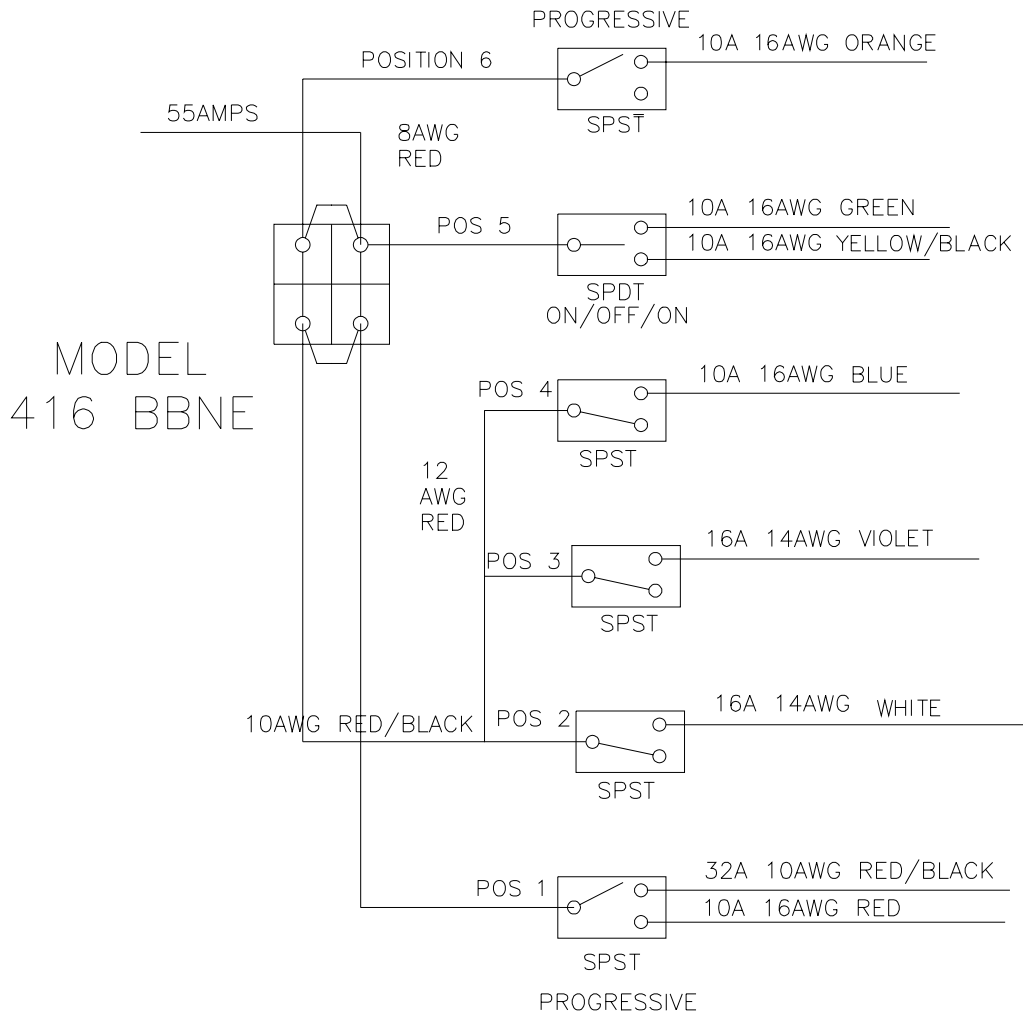 PROGRESSIVE
10A 16AWG ORANGE
POSITION 6
SPST
55AMPS
8AWG
RED
10A 16AWG GREEN
POS 5
10A 16AWG YELLOW/BLACK
SPDT
ON/OFF/ON
MODEL
416 BBNE
10A 16AWG BLUE
POS 4
SPST
12
AWG
RED
16A 14AWG VIOLET
POS 3
SPST
16A 14AWG WHITE
10AWG RED/BLACK
POS 2
SPST
32A 10AWG RED/BLACK
POS 1
10A 16AWG RED
SPST
PROGRESSIVE